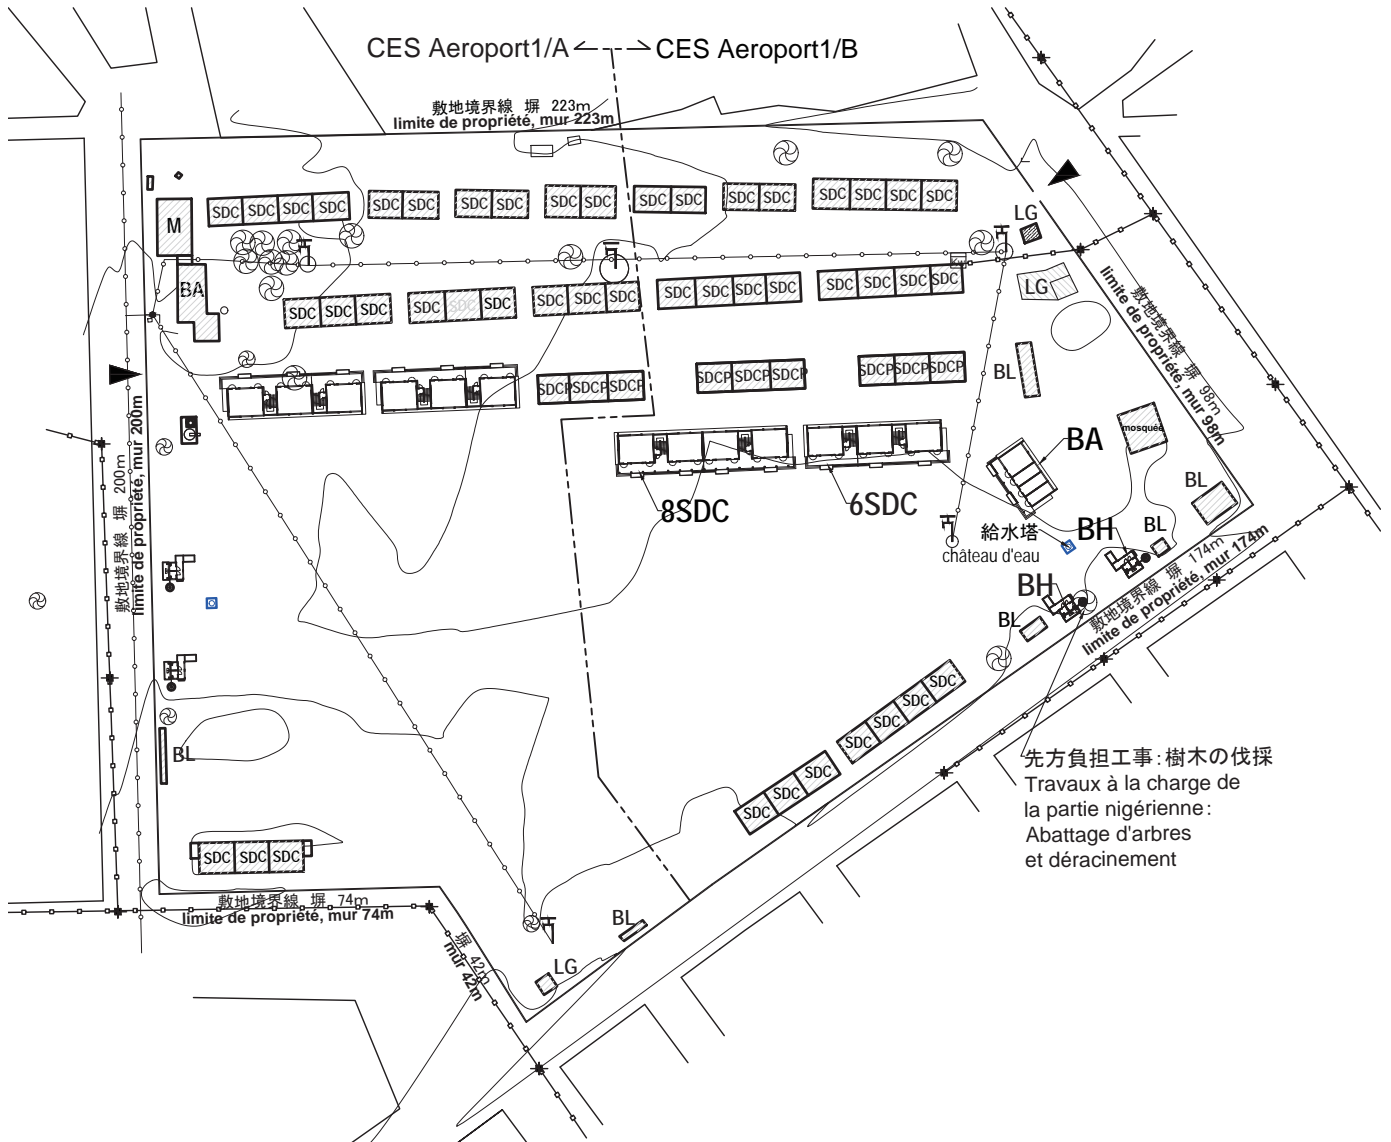 CES Aeroport1/A
CES Aeroport1/B
敷地境界線 塀 223m
limite de propriété, mur 223m
SDC SDC SDC SDC
SDC SDC
SDC SDC
SDC SDC
SDC SDC
SDC SDC
SDC SDC SDC SDC
M
LG
BA
LG
SDC SDC SDC
SDC SDC SDC
SDC SDC SDC
SDC SDC SDC SDC
SDC SDC SDC SDC
敷地境界線 塀 98m
limite de propriété, mur 98m
SDCP SDCP SDCP
SDCP SDCP SDCP
SDCP SDCP SDCP
BL
mosquée
BA
敷地境界線 塀 200m
limite de propriété, mur 200m
8SDC
6SDC
BL
給水塔
château d'eau
BH
BL
BH
BL
敷地境界線 塀 174m
limite de propriété, mur 174m
SDC SDC SDC SDC
SDC SDC SDC
BL
先方負担工事：樹木の伐採
Travaux à la charge de
la partie nigérienne:
Abattage d'arbres
et déracinement
SDC SDC SDC
敷地境界線 塀 74m
limite de propriété, mur 74m
塀 42m
mur 42m
BL
LG